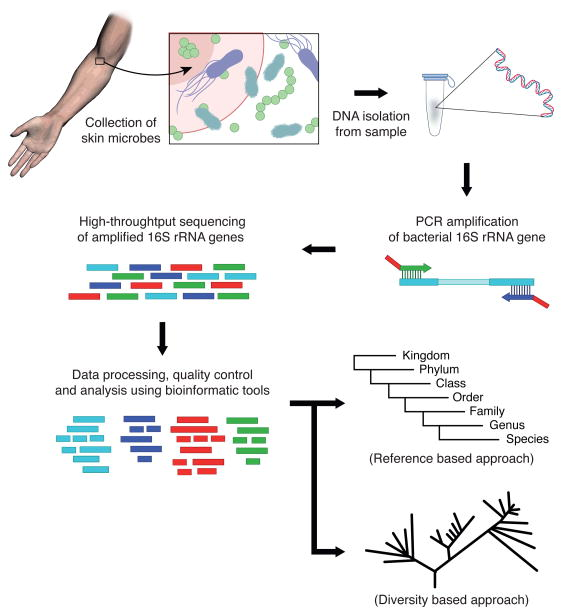 Collection of
skin microbes
DNA isolation
from sample
PCR amplification
of bacterial 16S rRNA gene
High-throughtput sequencing
of amplified 16S rRNA genes
Data processing, quality control
and analysis using bioinformatic tools
Kingdom
Phylum
Class
Order
Family
Genus
Species
(Reference based approach)
(Diversity based approach)